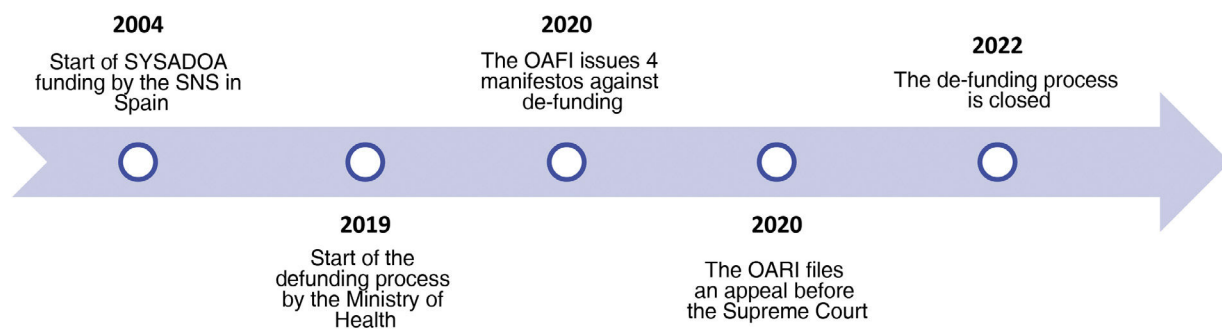 2004
Start of SYSADOA
funding by the SNS in
Spain
2019
Start of the
defunding process
by the Ministry of
Health
2020
The OAFI issues 4
manifestos against
de-funding
2020
The OARI files
an appeal before
the Supreme Court
2022
The de-funding process
is closed